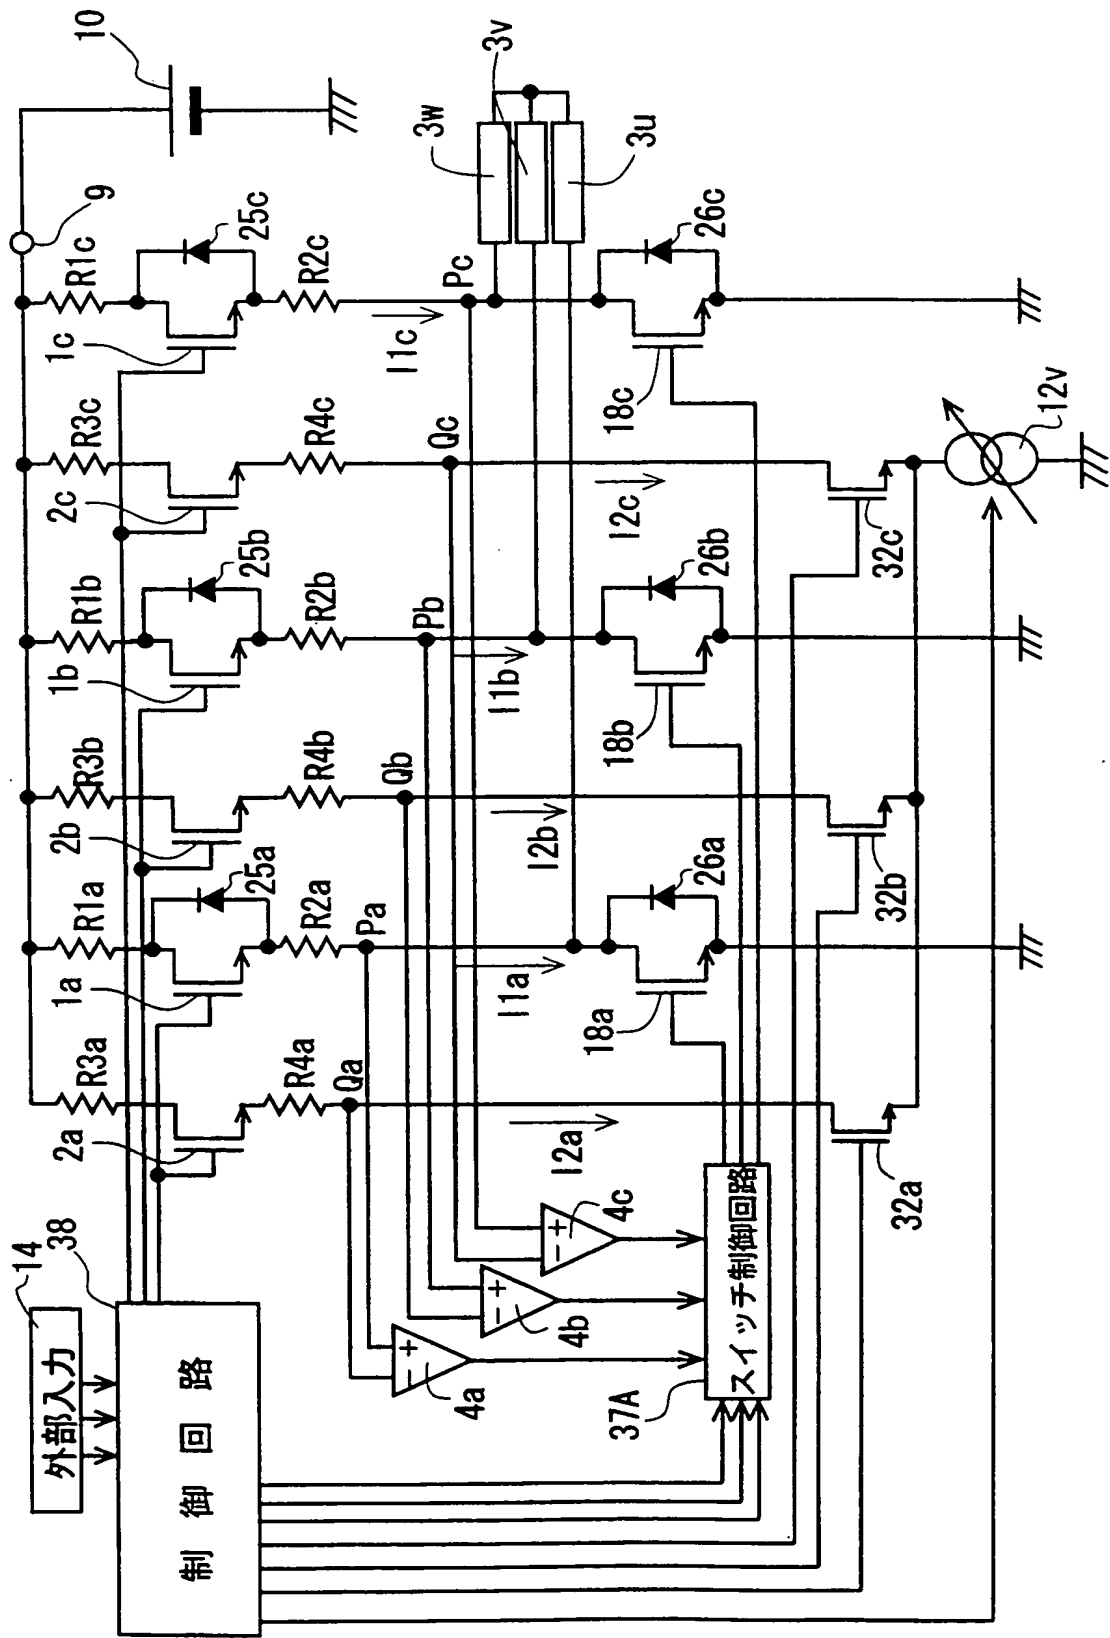 外部入力
14
38
制御回路
10
9
R3a
R1a
R3b
R1b
R3c
R1c
2a
1a
2b
1b
2c
1c
25a
25b
25c
R4a
R2a
R4b
R2b
R4c
R2c
Qa
Pa
Qb
Pb
Qc
Pc
I2a
I1a
I2b
I1b
I2c
I1c
3w
3v
3u
4a
4b
4c
- +
- +
- +
18a
18b
18c
26a
26b
26c
37A
スイッチ制御回路
32a
32b
32c
12v